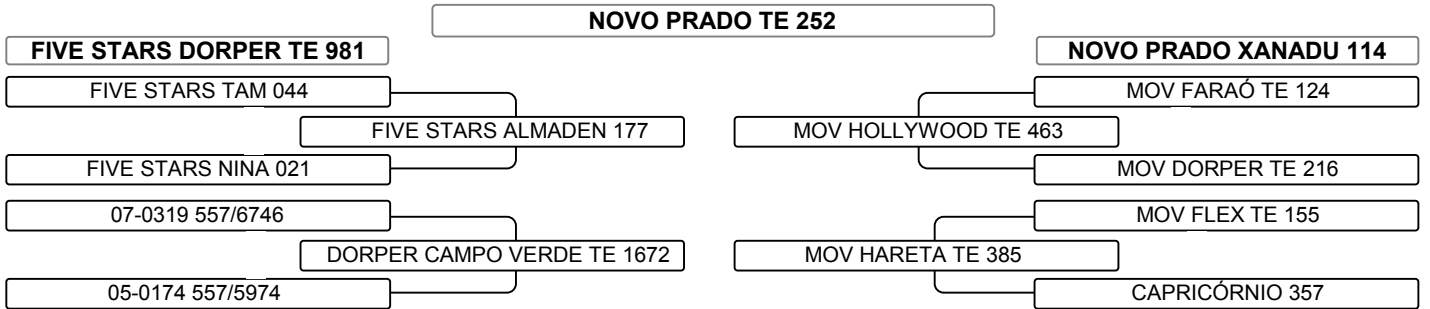 NOVO PRADO TE 252
FIVE STARS DORPER TE 981
NOVO PRADO XANADU 114
FIVE STARS TAM 044
MOV FARAÓ TE 124
FIVE STARS ALMADEN 177
MOV HOLLYWOOD TE 463
FIVE STARS NINA 021
MOV DORPER TE 216
07-0319 557/6746
MOV FLEX TE 155
DORPER CAMPO VERDE TE 1672
MOV HARETA TE 385
05-0174 557/5974
CAPRICÓRNIO 357